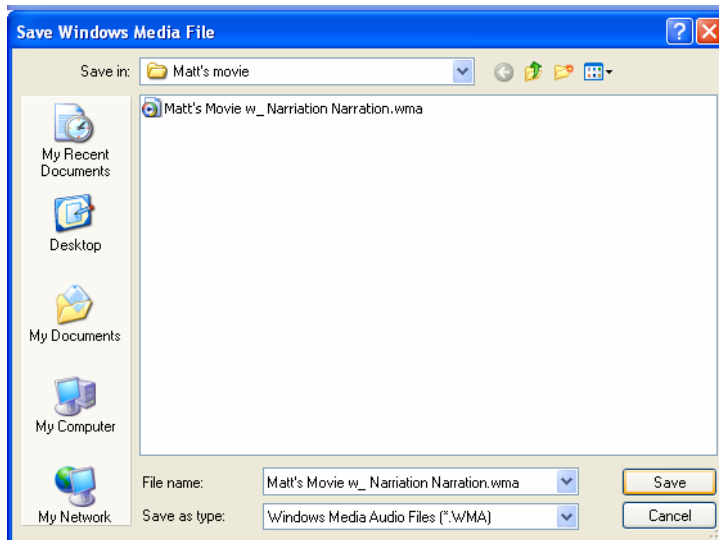 Save Windows Media File
Save in: Matt's movie
Matt's Movie w_ Narriation Narration.wma
My Recent
Documents
Desktop
My Documents
My Computer
My Network
File name: Matt's Movie w_ Narriation Narration.wma Save
Save as type: Windows Media Audio Files (*.WMA) Cancel